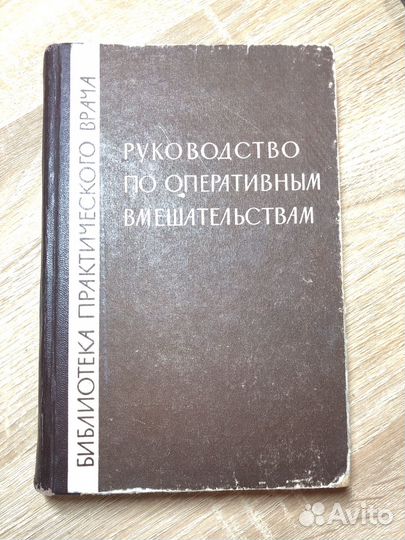 БИБЛИОТЕКА ПРАКТИЧЕСКОГО ВРАЧА
РУКОВОДСТВО
ПО ОПЕРАТИВНЫМ
ВМЕШАТЕЛЬСТВАМ
Avito